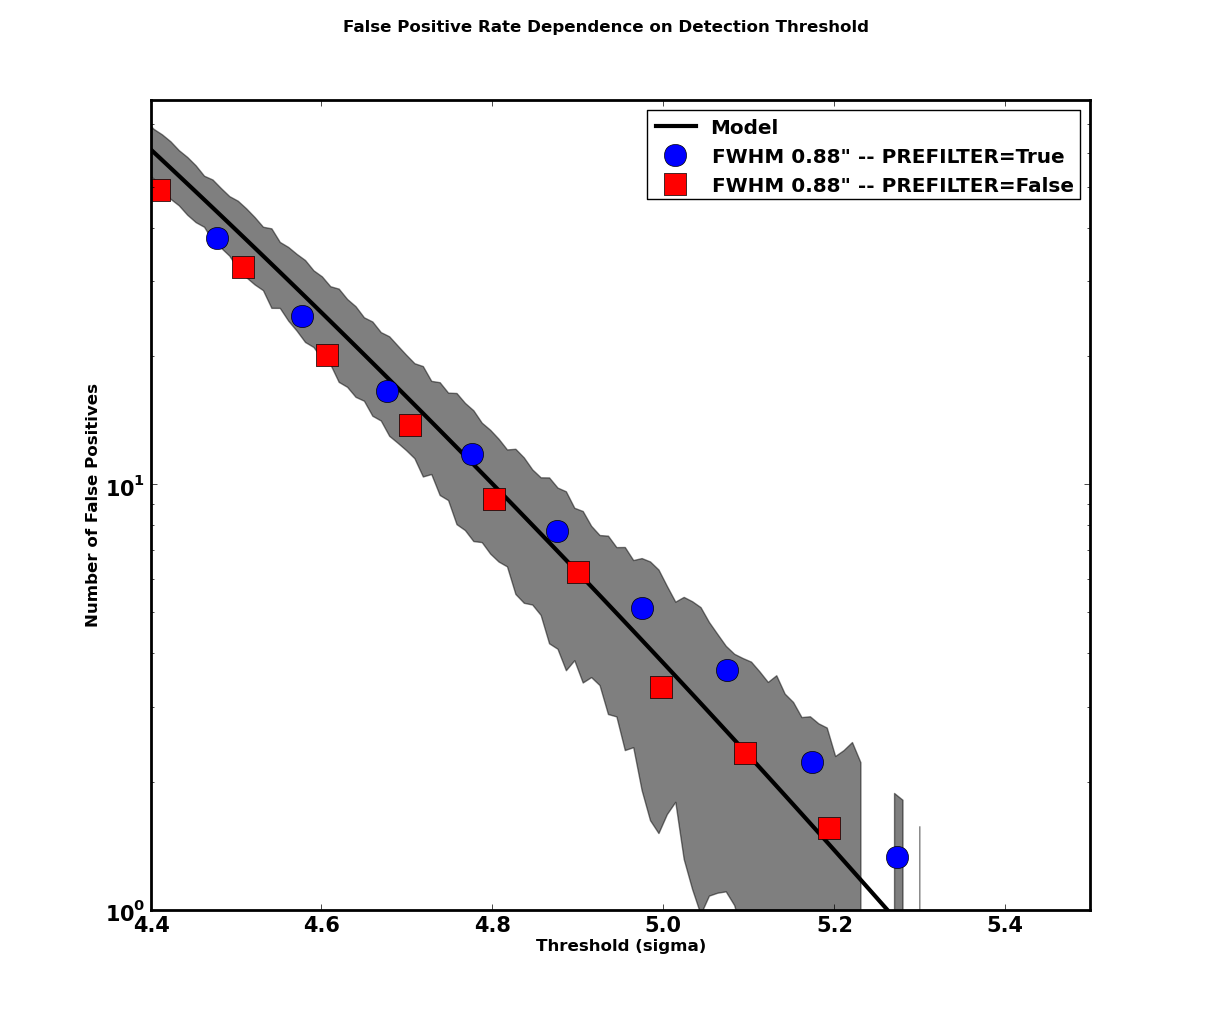 False Positive Rate Dependence on Detection Threshold
Model
FWHM 0.88" -- PREFILTER=True
FWHM 0.88" -- PREFILTER=False
Number of False Positives
10¹
10⁰
4.4 4.6 4.8 5.0 5.2 5.4
Threshold (sigma)